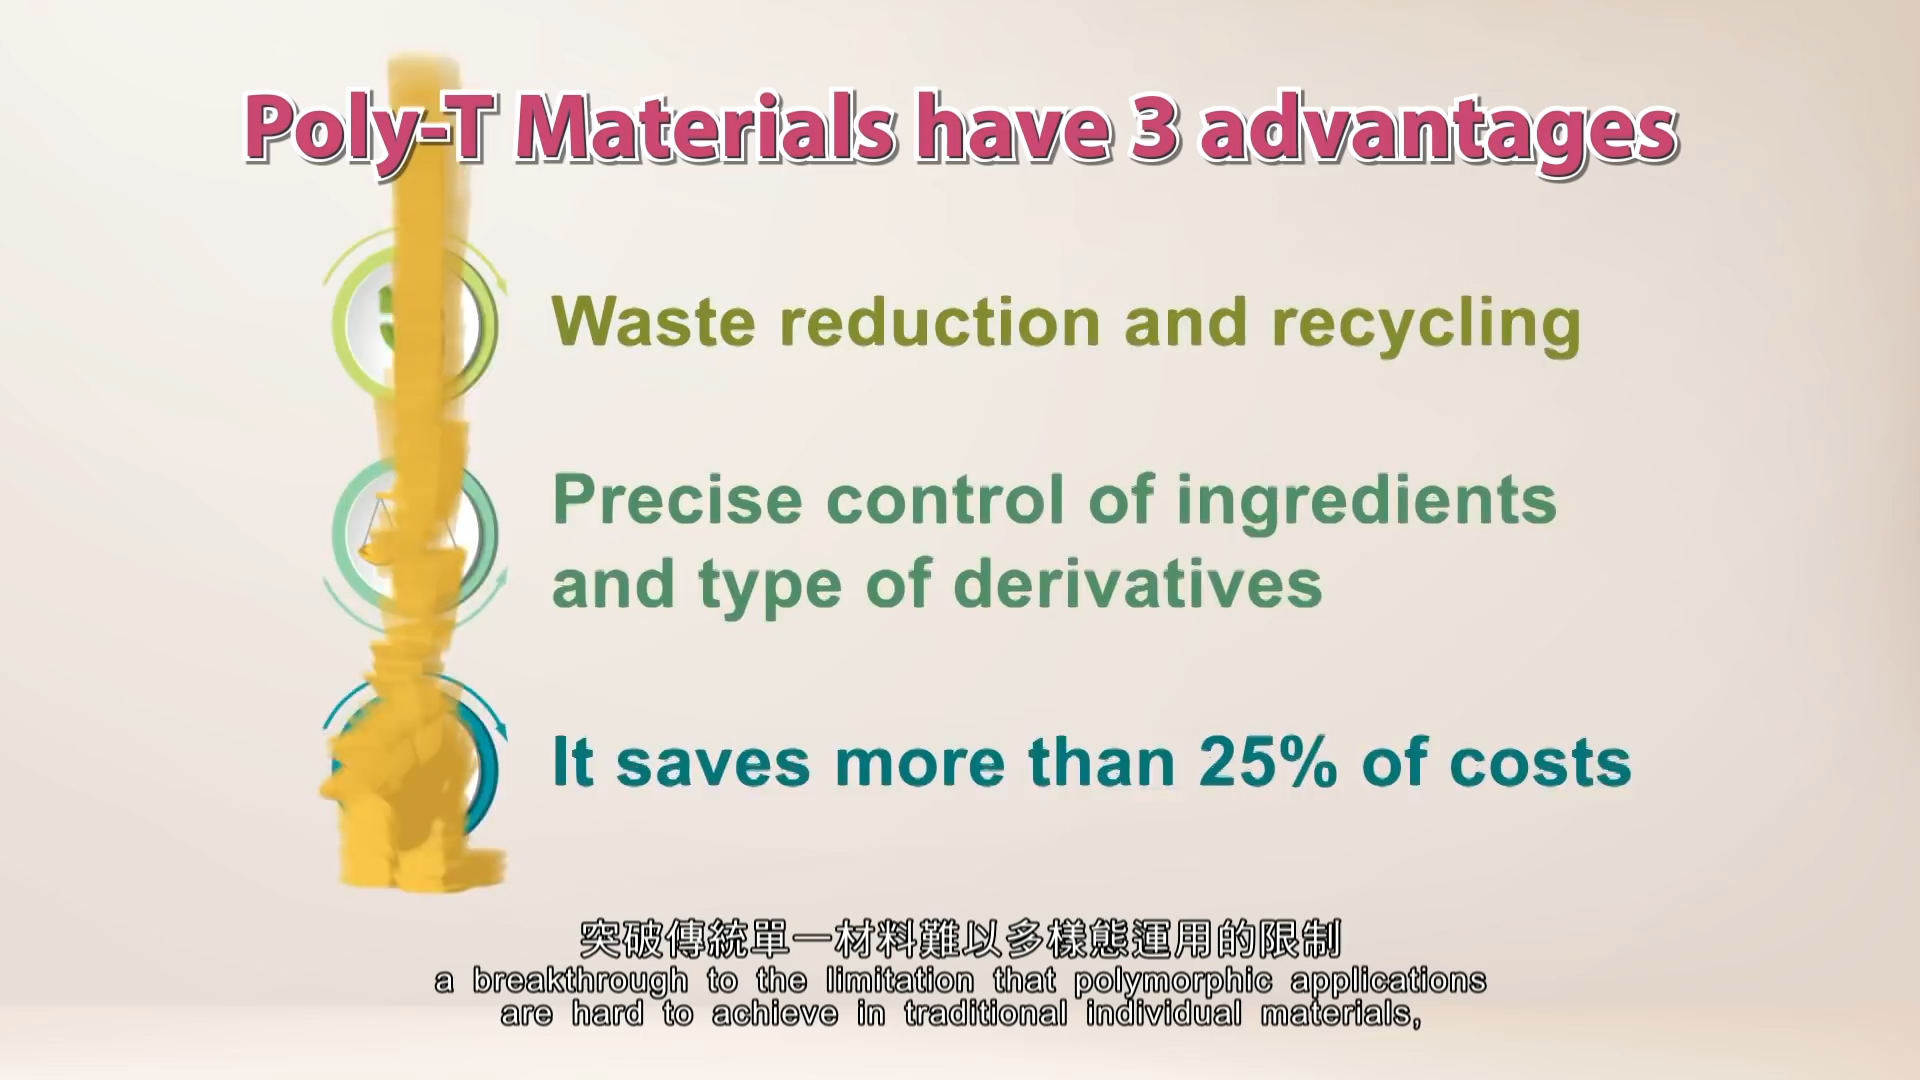 Poly-T Materials have 3 advantages
Waste reduction and recycling
Precise control of ingredients
and type of derivatives
It saves more than 25% of costs
突破傳統單一材料難以多樣態運用的限制
a breakthrough to the limitation that polymorphic applications
are hard to achieve in traditional individual materials,